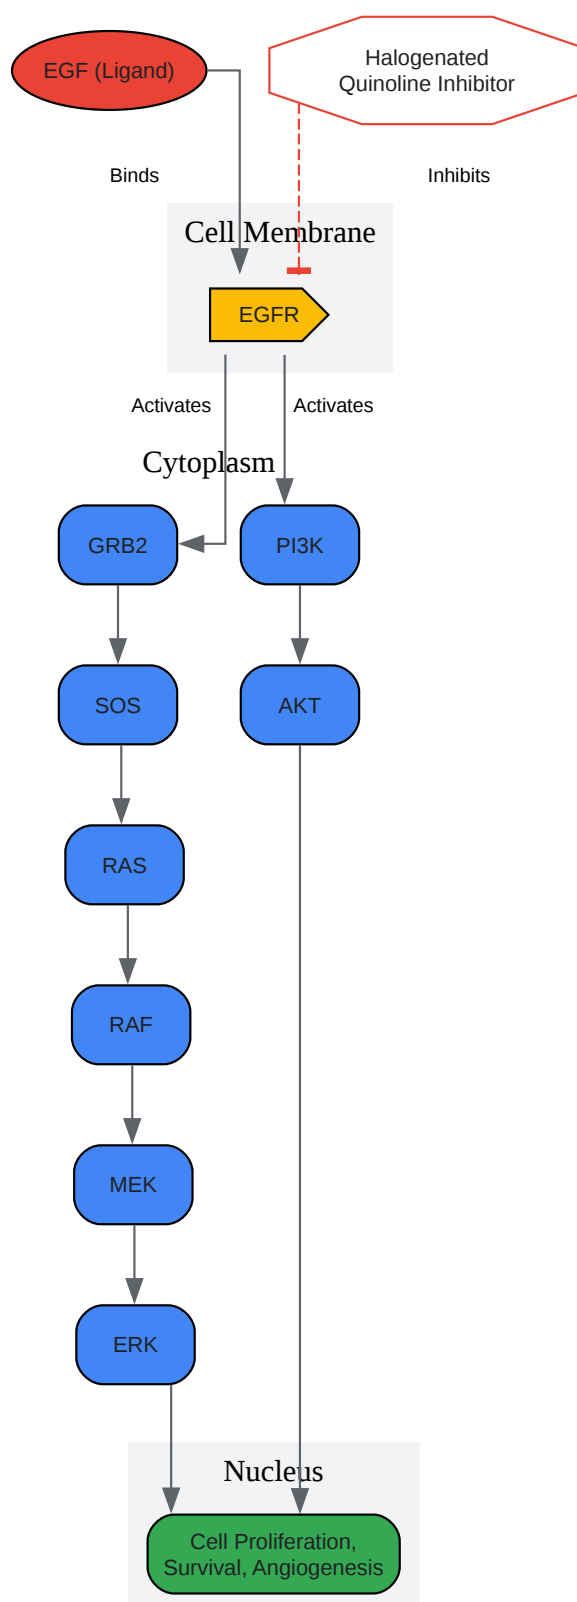 EGF (Ligand)
Halogenated
Quinoline Inhibitor
Binds
Inhibits
Cell Membrane
EGFR
Activates
Activates
Cytoplasm
GRB2
PI3K
SOS
AKT
RAS
RAF
MEK
ERK
Nucleus
Cell Proliferation,
Survival, Angiogenesis